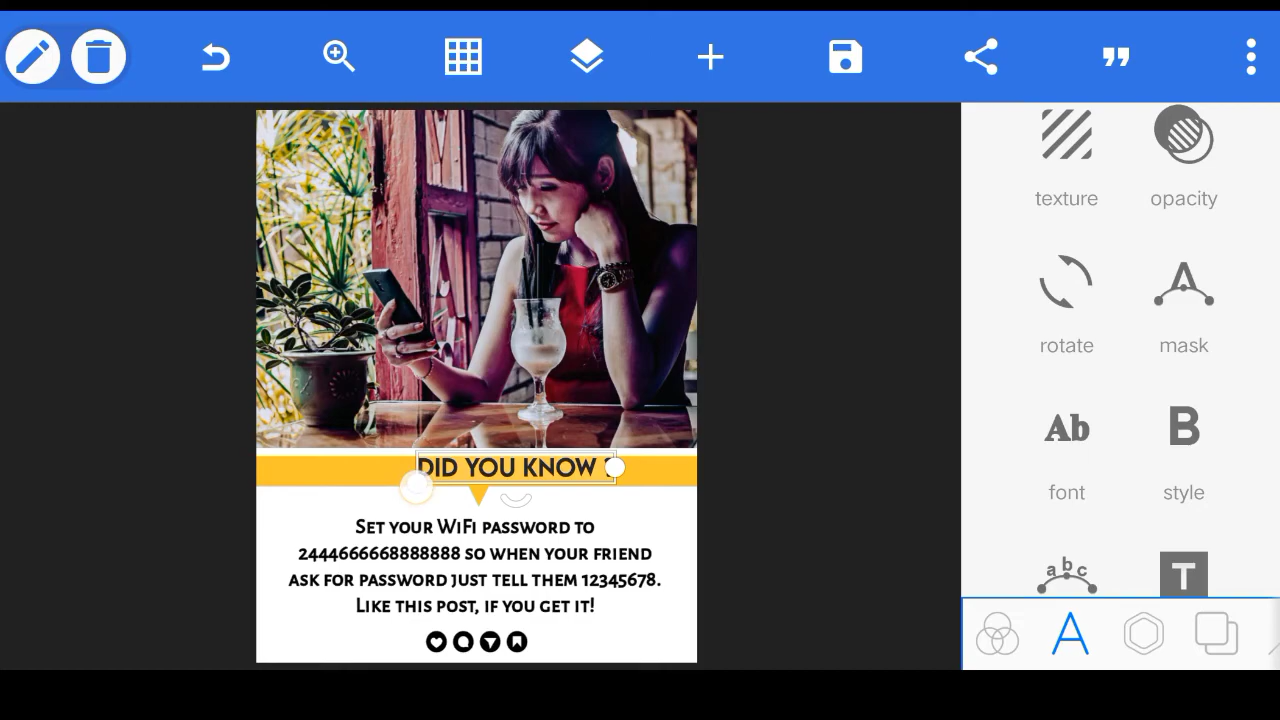 texture opacity
rotate mask
Ab B
font style
abc T
DID YOU KNOW ?
SET YOUR WIFI PASSWORD TO
2444666668888888 SO WHEN YOUR FRIEND
ASK FOR PASSWORD JUST TELL THEM 12345678.
LIKE THIS POST, IF YOU GET IT!